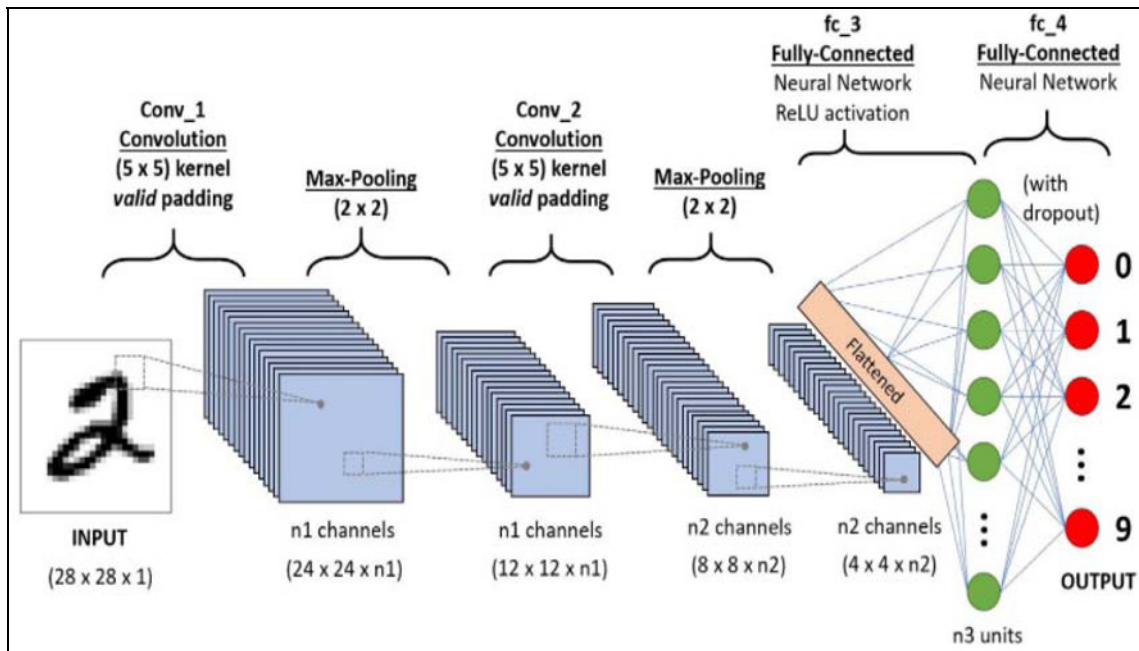 Conv_1
Convolution
(5 x 5) kernel
valid padding
Max-Pooling
(2 x 2)
Conv_2
Convolution
(5 x 5) kernel
valid padding
Max-Pooling
(2 x 2)
fc_3
Fully-Connected
Neural Network
ReLU activation
fc_4
Fully-Connected
Neural Network
(with
dropout)
Flattened
0
1
2
9
2
INPUT
(28 x 28 x 1)
n1 channels
(24 x 24 x n1)
n1 channels
(12 x 12 x n1)
n2 channels
(8 x 8 x n2)
n2 channels
(4 x 4 x n2)
n3 units
OUTPUT